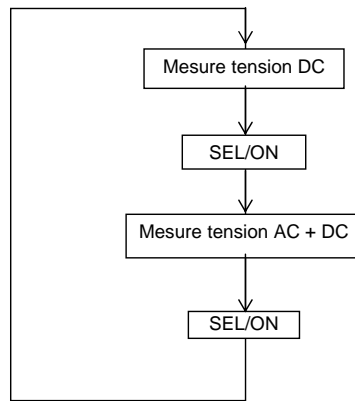 Mesure tension DC
SEL/ON
Mesure tension AC + DC
SEL/ON